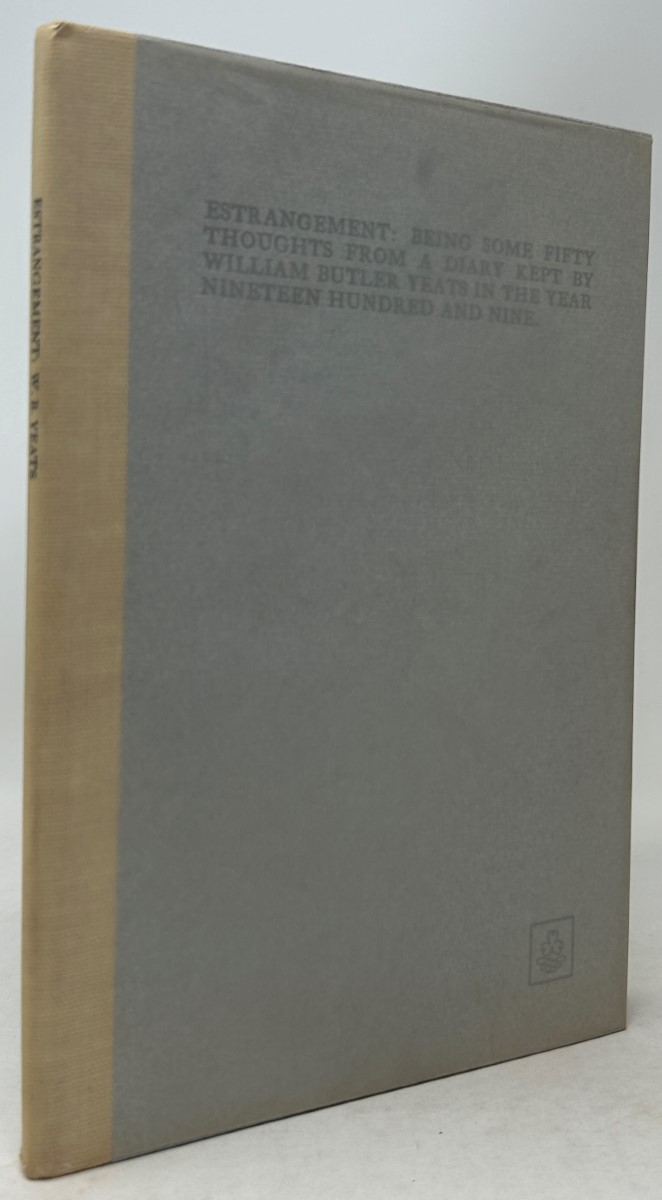 ESTRANGEMENT: BEING SOME FIFTY
THOUGHTS FROM A DIARY KEPT BY
WILLIAM BUTLER YEATS IN THE YEAR
NINETEEN HUNDRED AND NINE.
ESTRANGEMENT: W. B. YEATS